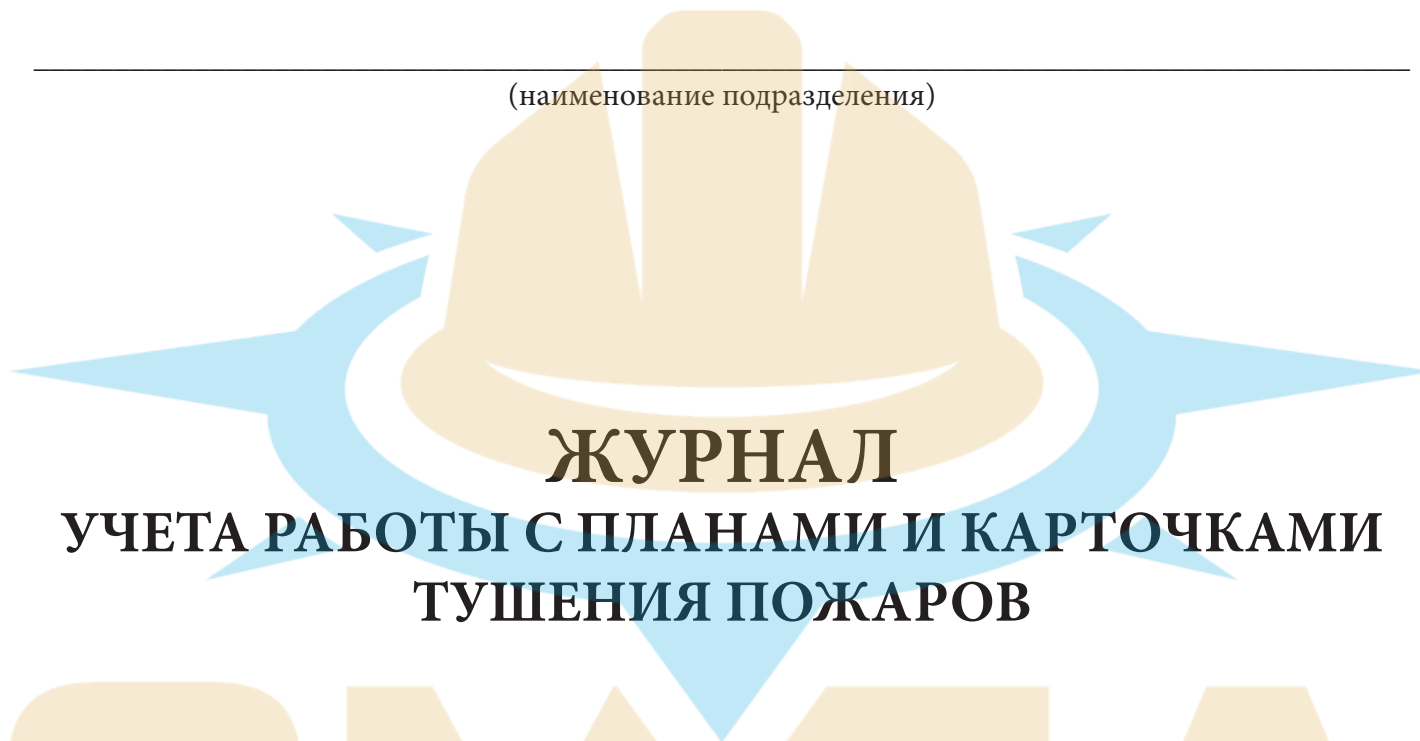 (наименование подразделения)
ЖУРНАЛ
УЧЕТА РАБОТЫ С ПЛАНАМИ И КАРТОЧКАМИ
ТУШЕНИЯ ПОЖАРОВ